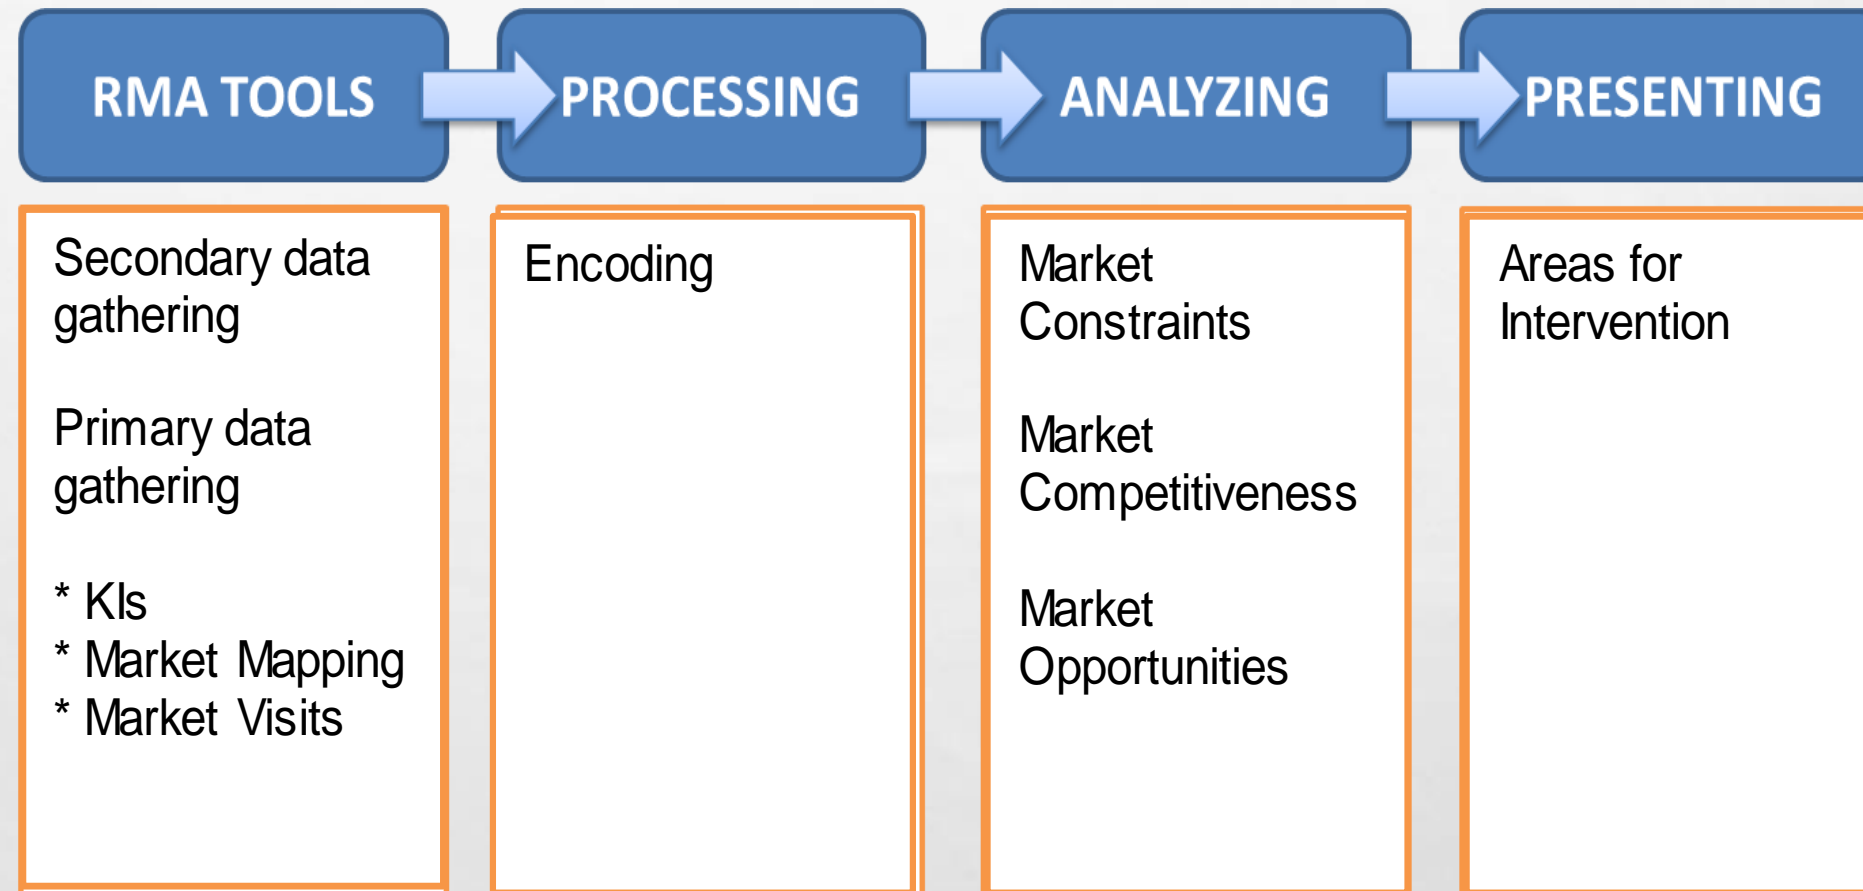 RMA TOOLS
PROCESSING
ANALYZING
PRESENTING
Secondary data
gathering
Primary data
gathering
* KIs
* Market Mapping
* Market Visits
Encoding
Market
Constraints
Market
Competitiveness
Market
Opportunities
Areas for
Intervention